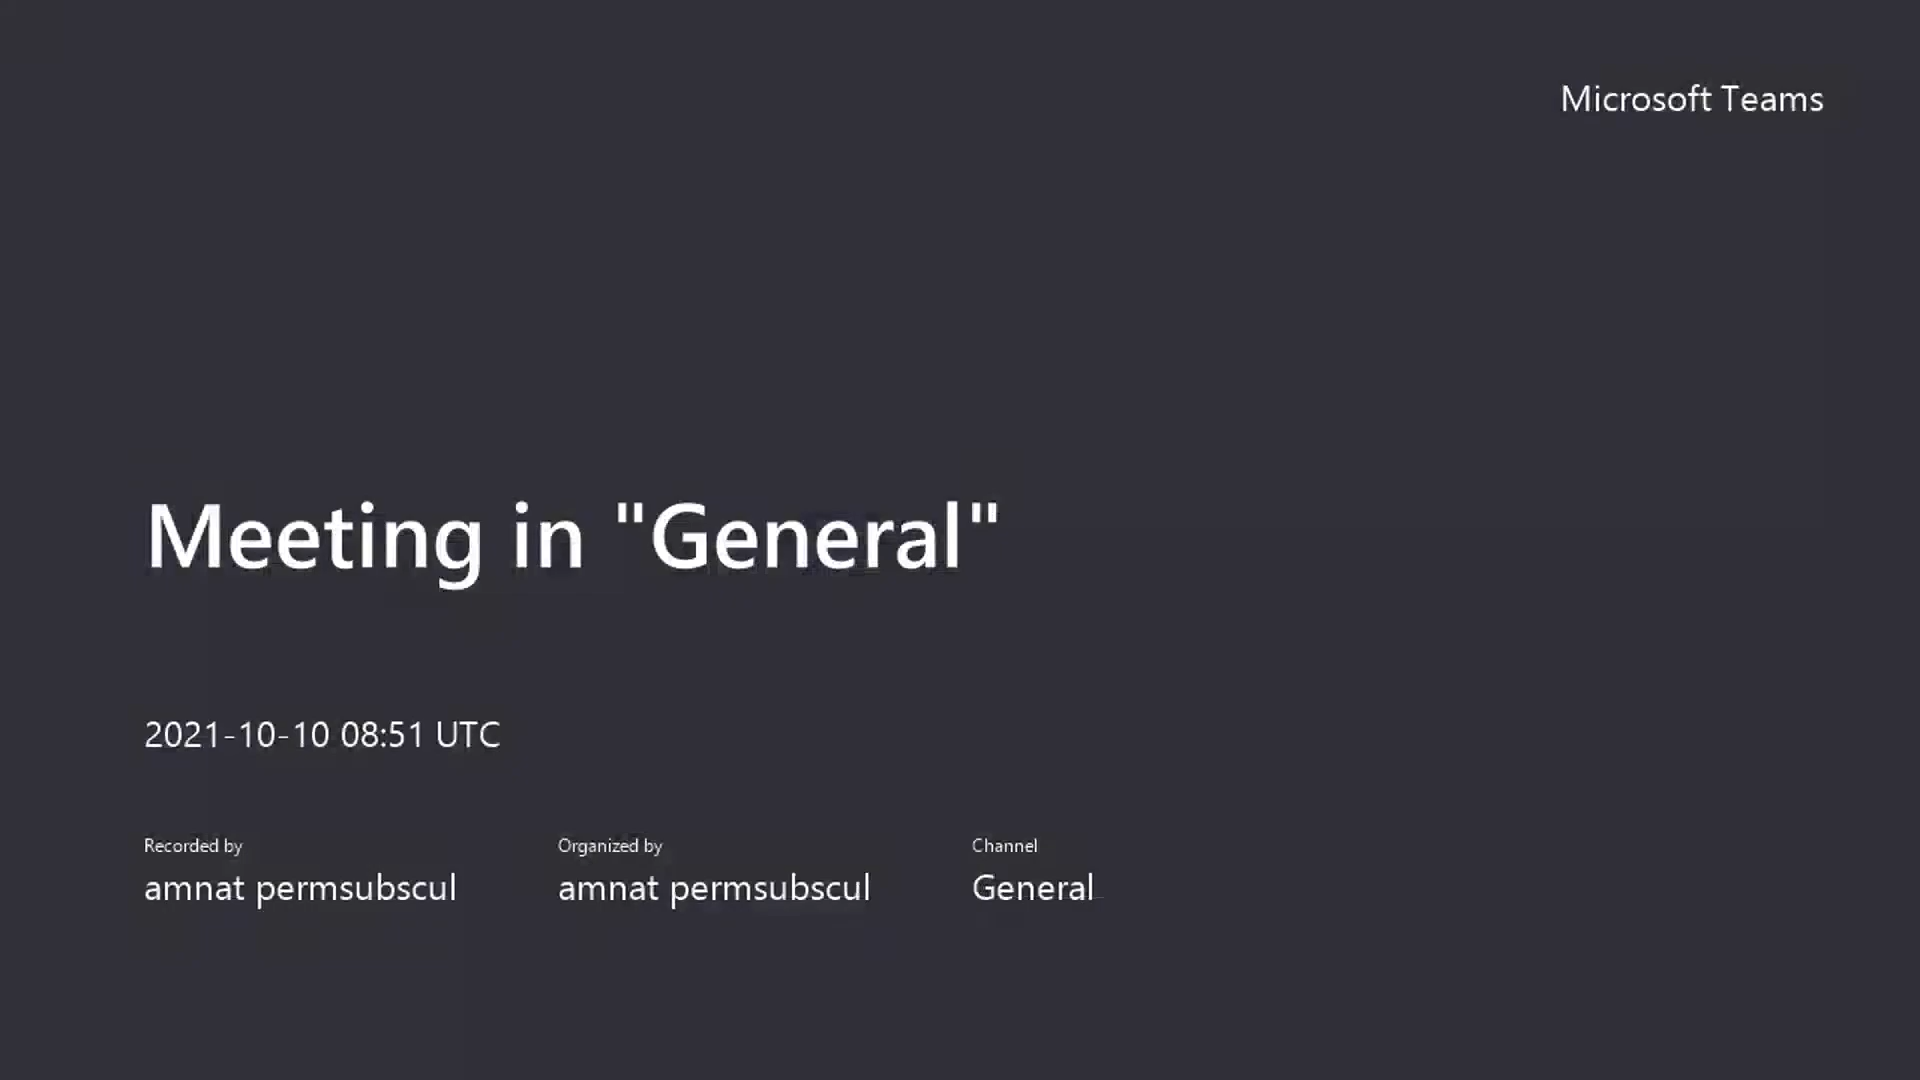 Microsoft Teams
Meeting in "General"
2021-10-10 08:51 UTC
Recorded by
amnat permsubscul
Organized by
amnat permsubscul
Channel
General